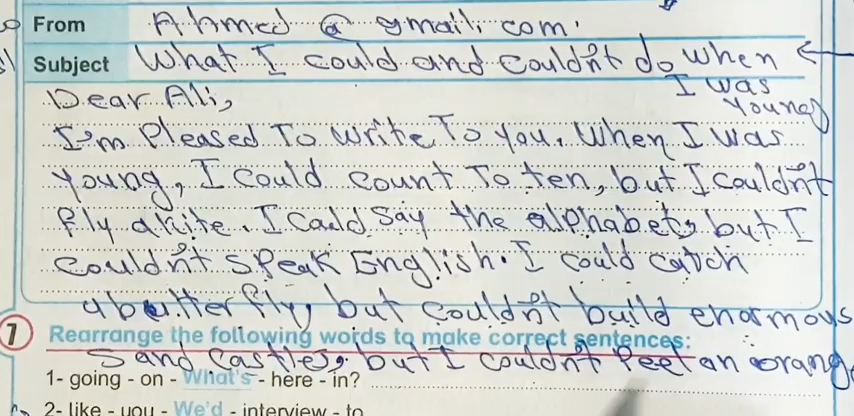 From Ahmed @ gmail. com.
Subject What I could and couldn't do when
I was
young
Dear Ali,
I'm Pleased To write To you. When I was
young, I could count To ten, but I couldn't
fly a kite. I could say the alphabet, but I
couldn't speak English. I could catch
a butterfly, but couldn't build enormous
7 Rearrange the following words to make correct sentences:
sand castles, but I couldn't Peel an orang
1- going - on - What's - here - in?
2- like - you - We'd - interview - to